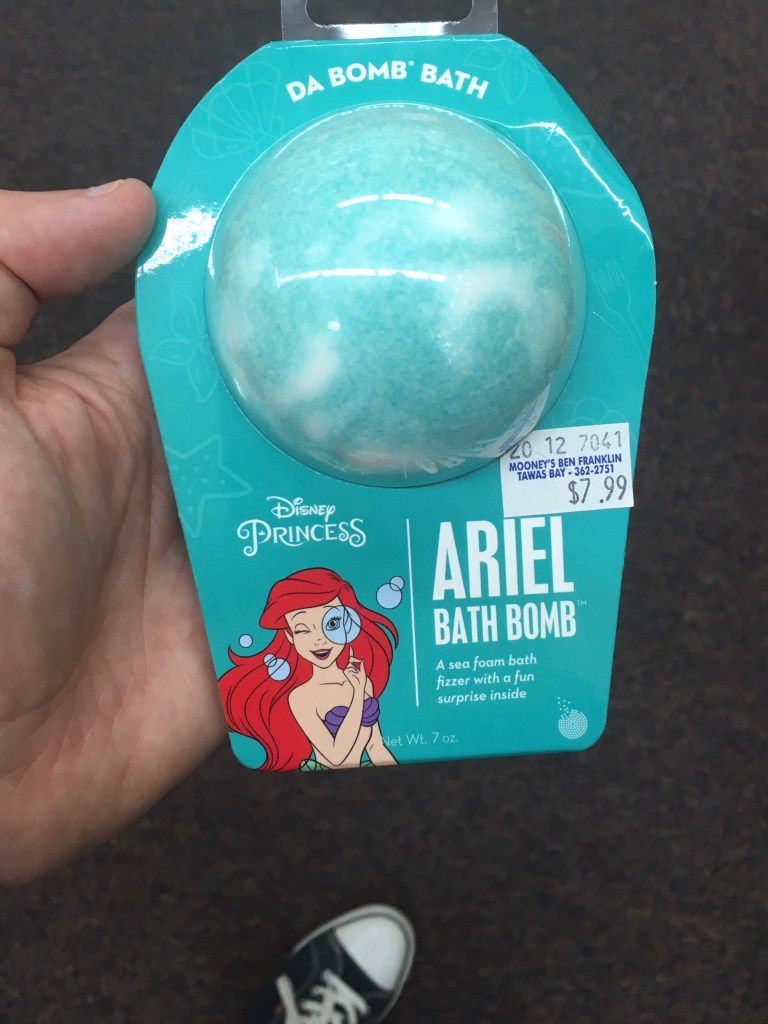 DA BOMB® BATH
20 12 7041
MOONEY'S BEN FRANKLIN
TAWAS BAY - 362-2751
$7.99
Disney
PRINCESS
ARIEL
BATH BOMB™
A sea foam bath
fizzer with a fun
surprise inside
Net Wt. 7 oz.